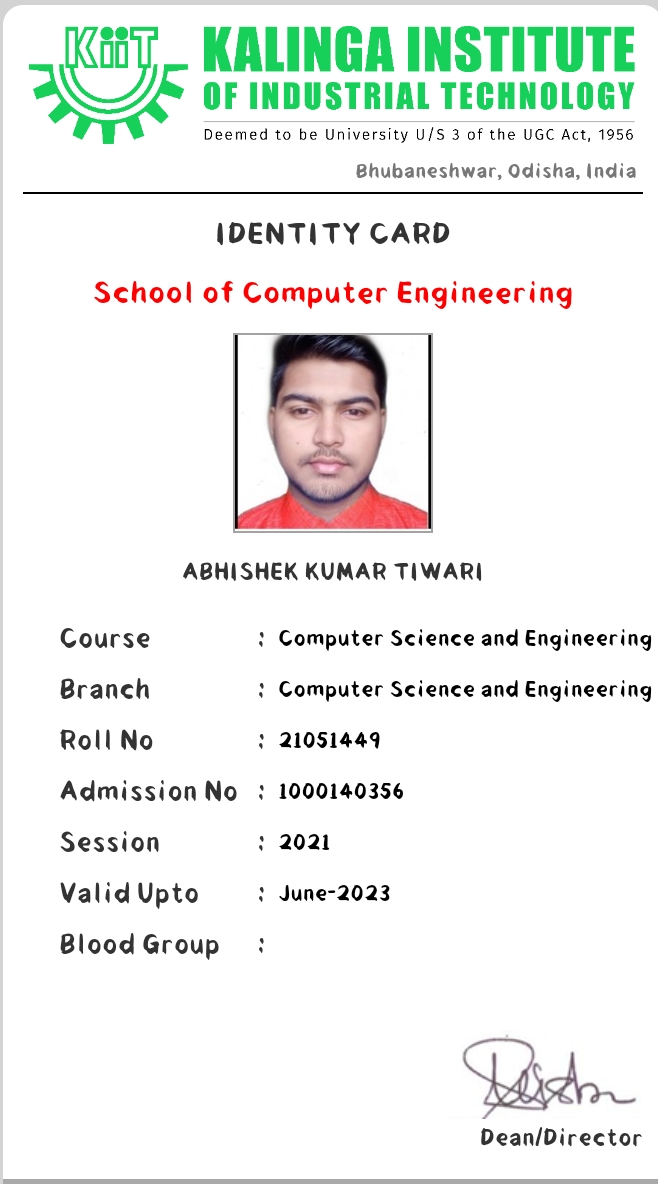 KiiT
KALINGA INSTITUTE
OF INDUSTRIAL TECHNOLOGY
Deemed to be University U/S 3 of the UGC Act, 1956
Bhubaneshwar, Odisha, India
IDENTITY CARD
School of Computer Engineering
ABHISHEK KUMAR TIWARI
Course : Computer Science and Engineering
Branch : Computer Science and Engineering
Roll No : 21051449
Admission No : 1000140356
Session : 2021
Valid Upto : June-2023
Blood Group :
Dean/Director